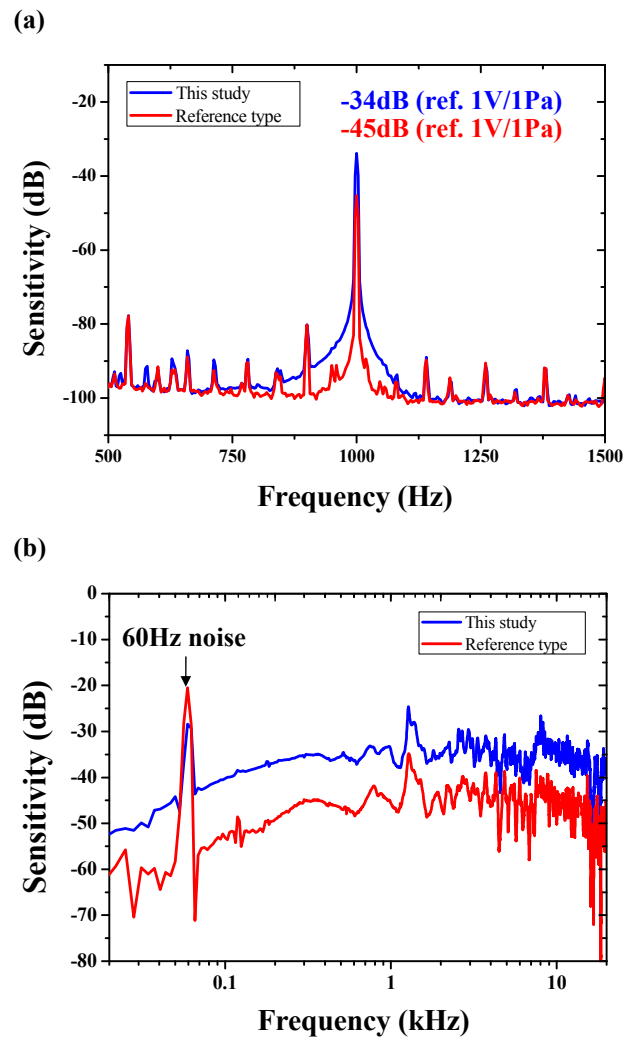 (a)
This study
Reference type
-34dB (ref. 1V/1Pa)
-45dB (ref. 1V/1Pa)
-20
-40
-60
-80
-100
Sensitivity (dB)
500
750
1000
1250
1500
Frequency (Hz)
(b)
This study
Reference type
60Hz noise
0
-10
-20
-30
-40
-50
-60
-70
-80
Sensitivity (dB)
0.1
1
10
Frequency (kHz)